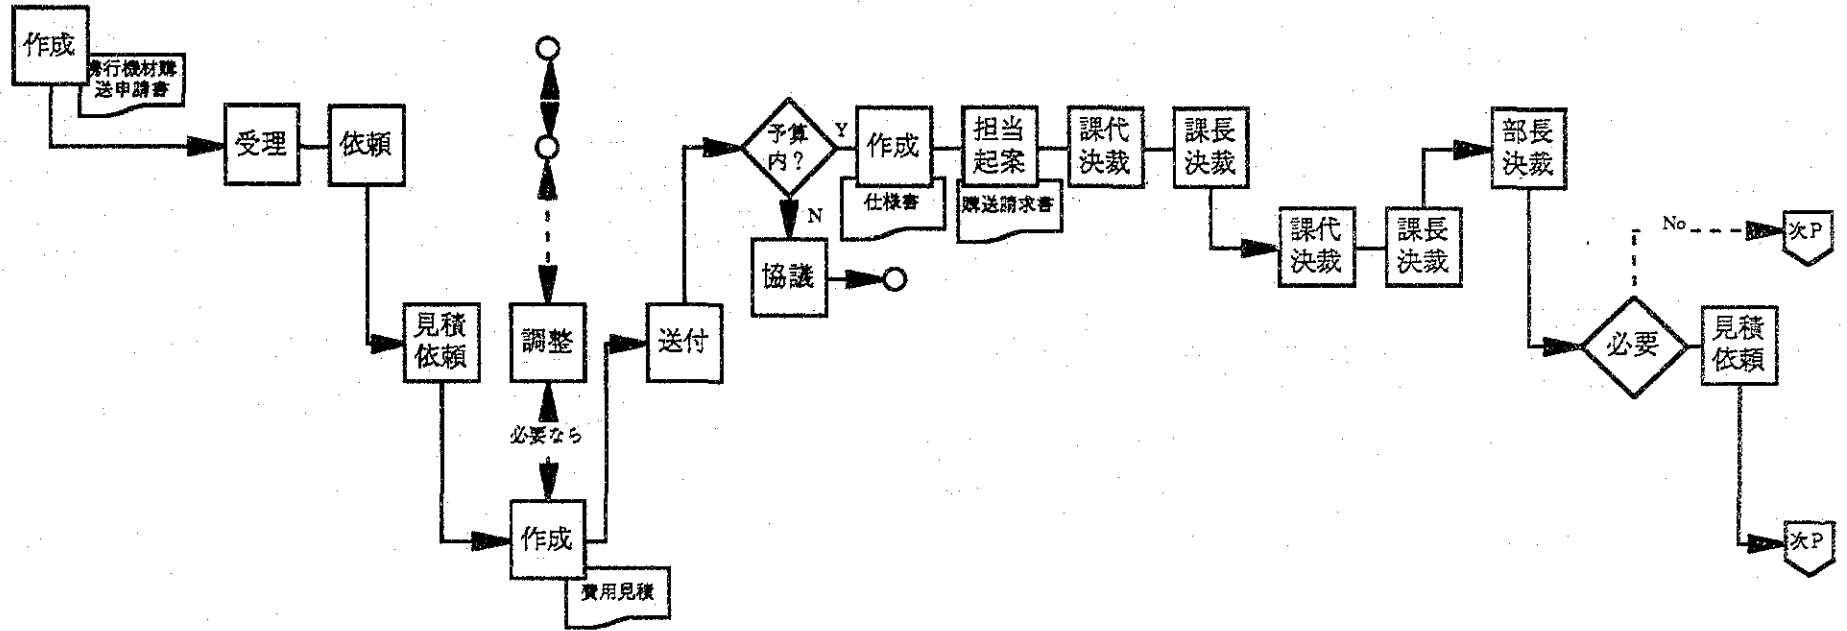 作成
携行機材購
送申請書
受理
依頼
見積
依頼
調整
必要なら
作成
費用見積
送付
予算
内?
Y
N
協議
作成
仕様書
担当
起案
購送請求書
課代
決裁
課長
決裁
課代
決裁
課長
決裁
部長
決裁
必要
No
次P
見積
依頼
次P